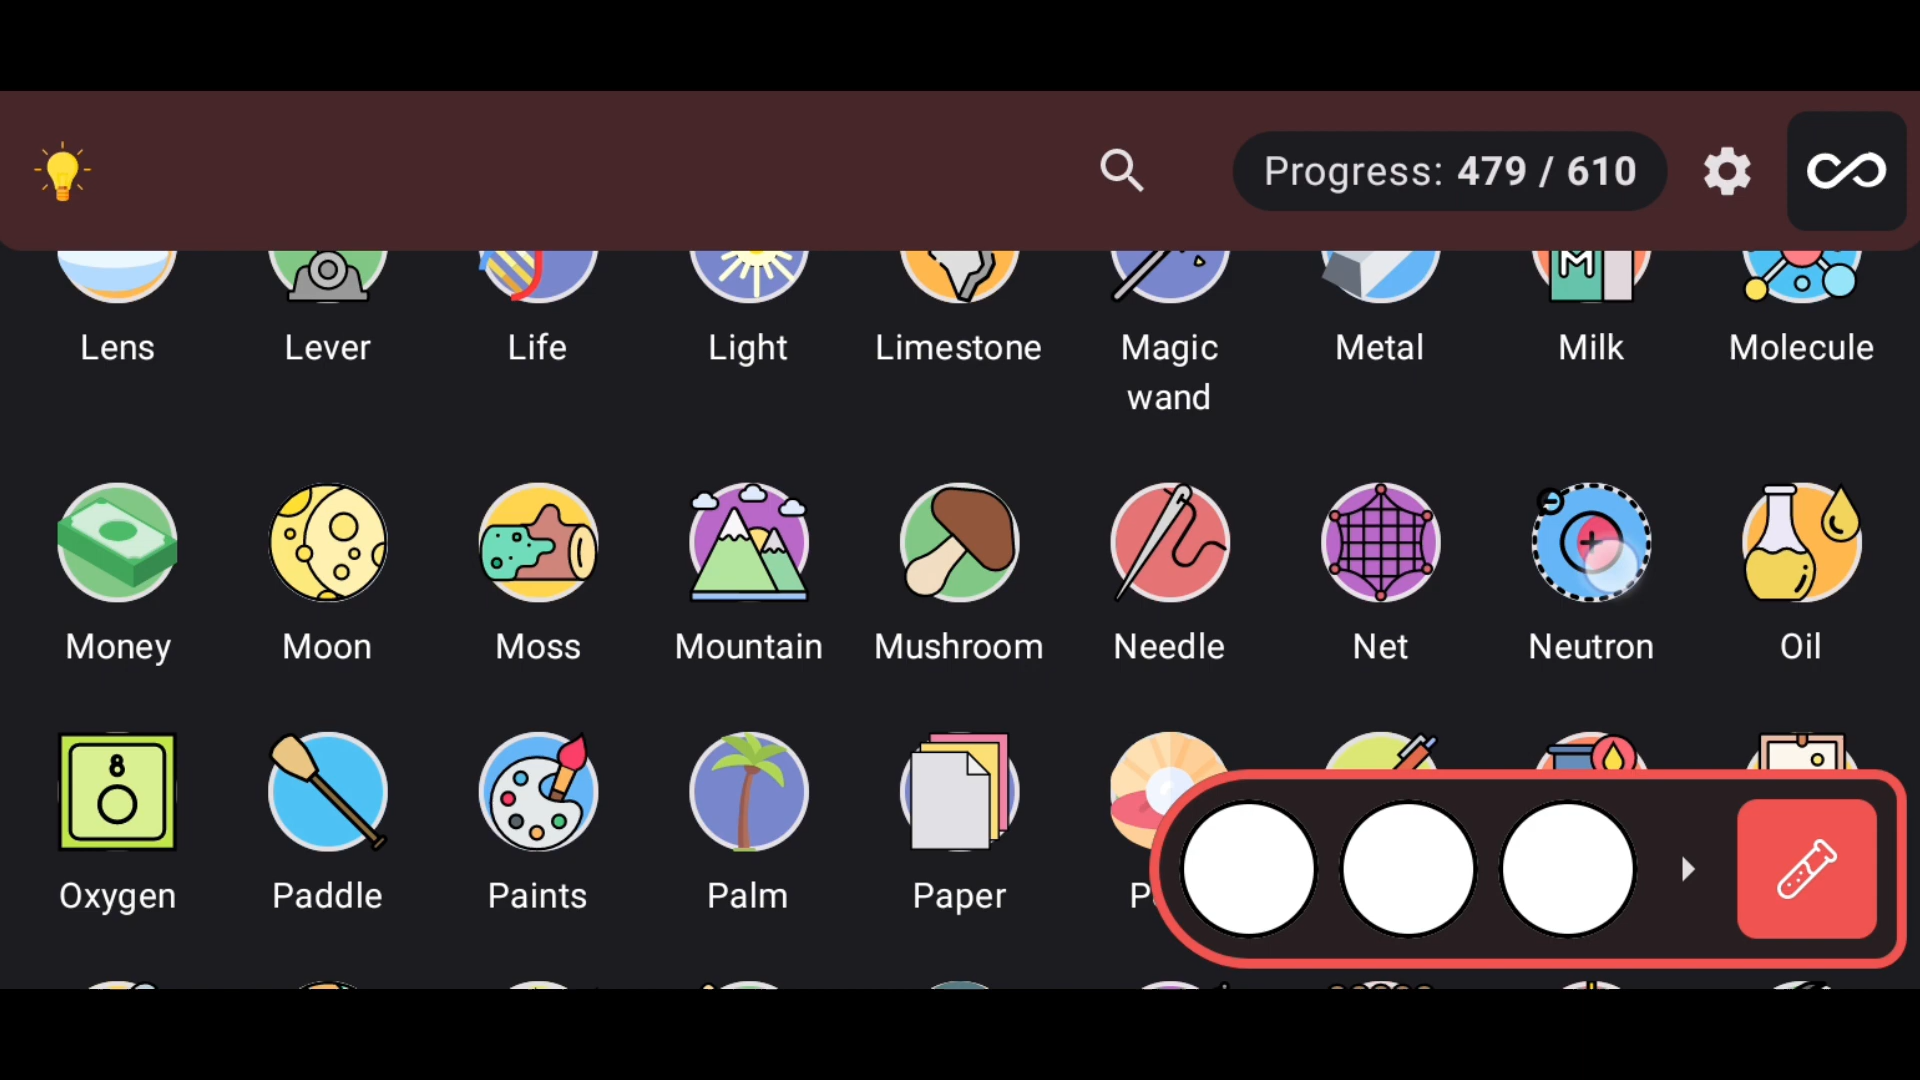 Progress: 479 / 610
Lens
Lever
Life
Light
Limestone
Magic
wand
Metal
Milk
Molecule
M
Money
Moon
Moss
Mountain
Mushroom
Needle
Net
Neutron
Oil
8
O
Oxygen
Paddle
Paints
Palm
Paper